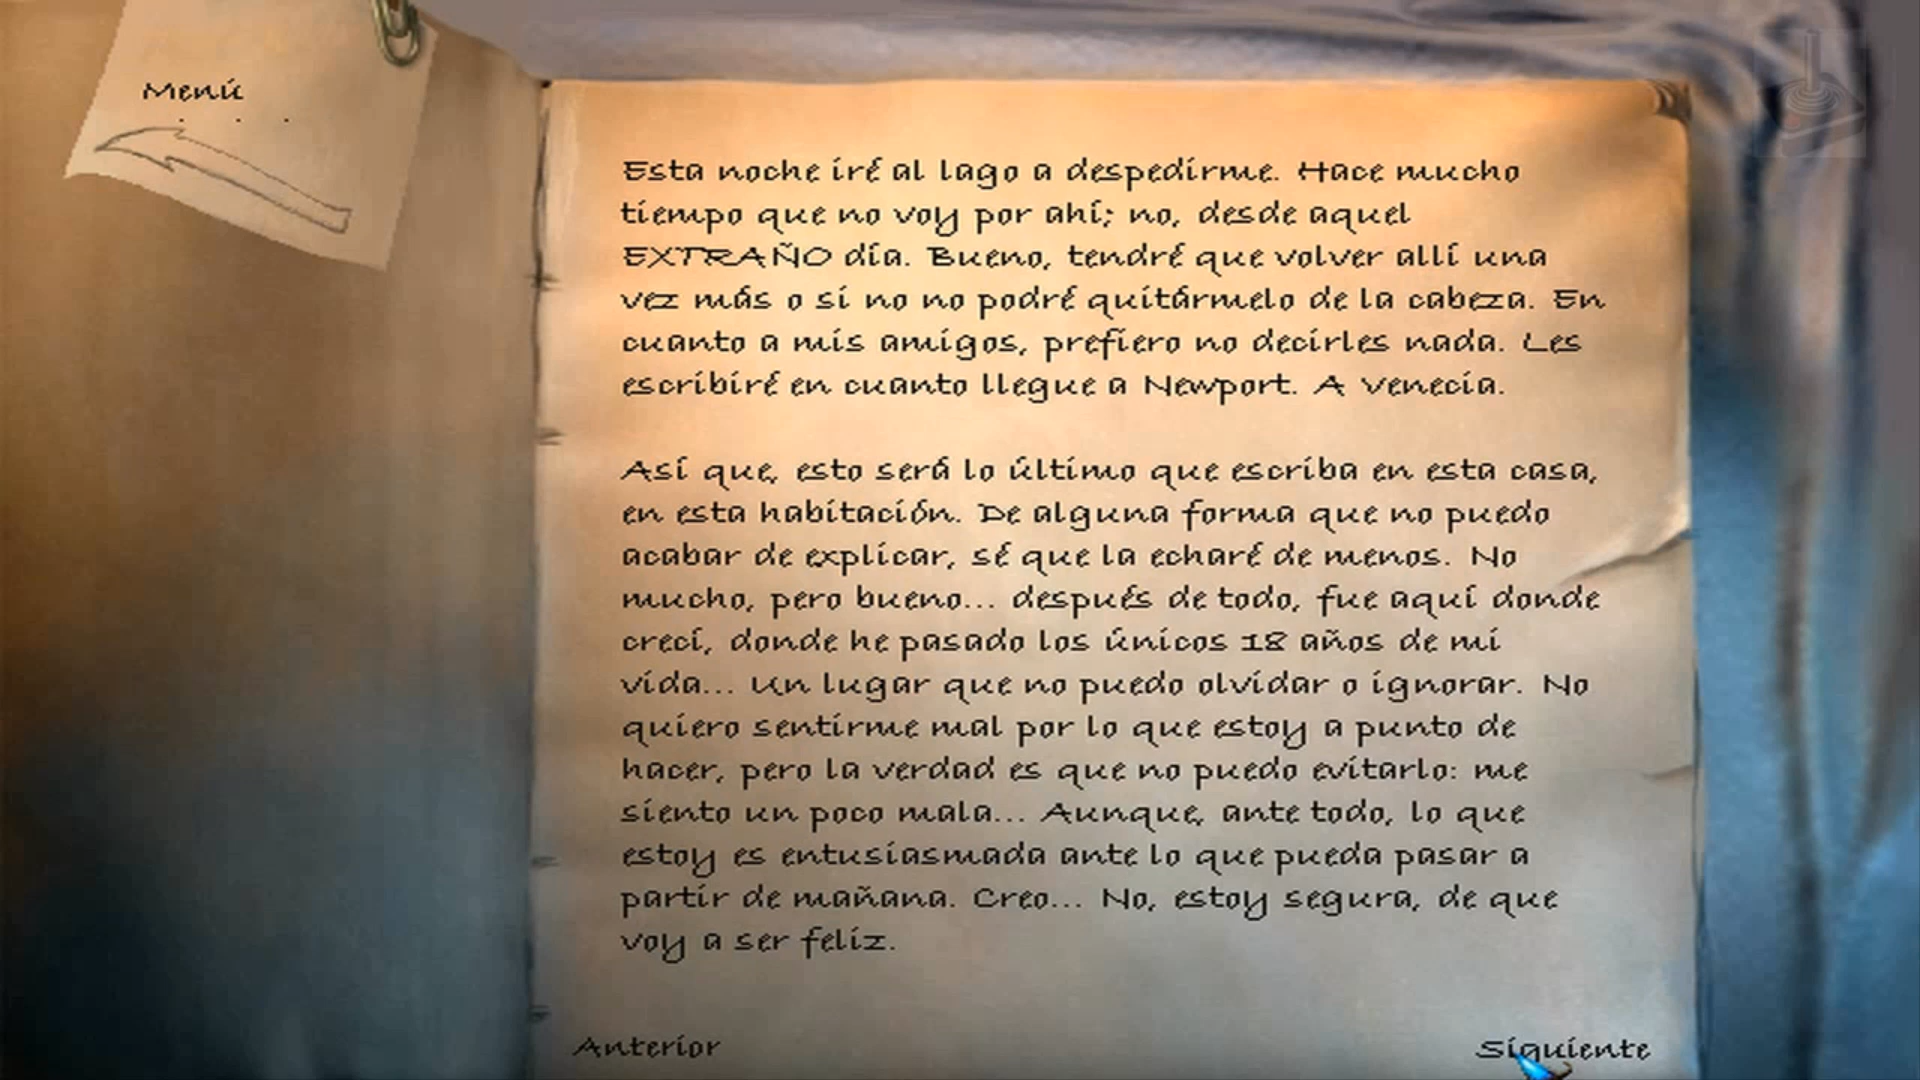 Menú
. . .
Esta noche iré al lago a despedirme. Hace mucho
tiempo que no voy por ahí; no, desde aquel
EXTRAÑO día. Bueno, tendré que volver allí una
vez más o si no no podré quitármelo de la cabeza. En
cuanto a mis amigos, prefiero no decirles nada. Les
escribiré en cuanto llegue a Newport. A Venecia.
Así que, esto será lo último que escriba en esta casa,
en esta habitación. De alguna forma que no puedo
acabar de explicar, sé que la echaré de menos. No
mucho, pero bueno... después de todo, fue aquí donde
crecí, donde he pasado los únicos 18 años de mi
vida... Un lugar que no puedo olvidar o ignorar. No
quiero sentirme mal por lo que estoy a punto de
hacer, pero la verdad es que no puedo evitarlo: me
siento un poco mala... Aunque, ante todo, lo que
estoy es entusiasmada ante lo que pueda pasar a
partir de mañana. Creo... No, estoy segura, de que
voy a ser feliz.
Anterior
Siguiente